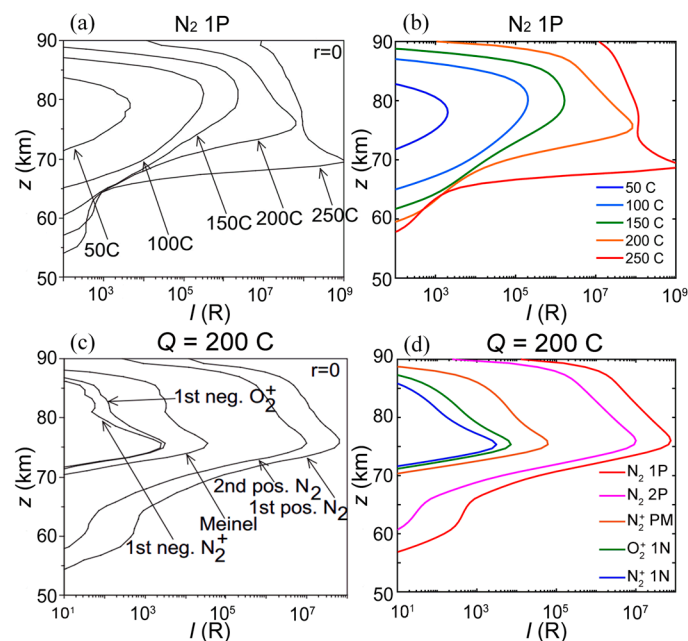 (a) N₂ 1P (b) N₂ 1P
r=0
90
80
70
60
50
z (km)
50C
100C
150C
200C
250C
10³ 10⁵ 10⁷ 10⁹
I (R)
90
80
70
60
50
z (km)
50 C
100 C
150 C
200 C
250 C
10³ 10⁵ 10⁷ 10⁹
I (R)
(c) Q = 200 C (d) Q = 200 C
r=0
90
80
70
60
50
z (km)
1st neg. O₂⁺
2nd pos. N₂
1st pos. N₂
Meinel
1st neg. N₂⁺
10¹ 10³ 10⁵ 10⁷
I (R)
90
80
70
60
50
z (km)
N₂ 1P
N₂ 2P
N₂⁺ PM
O₂⁺ 1N
N₂⁺ 1N
10¹ 10³ 10⁵ 10⁷
I (R)